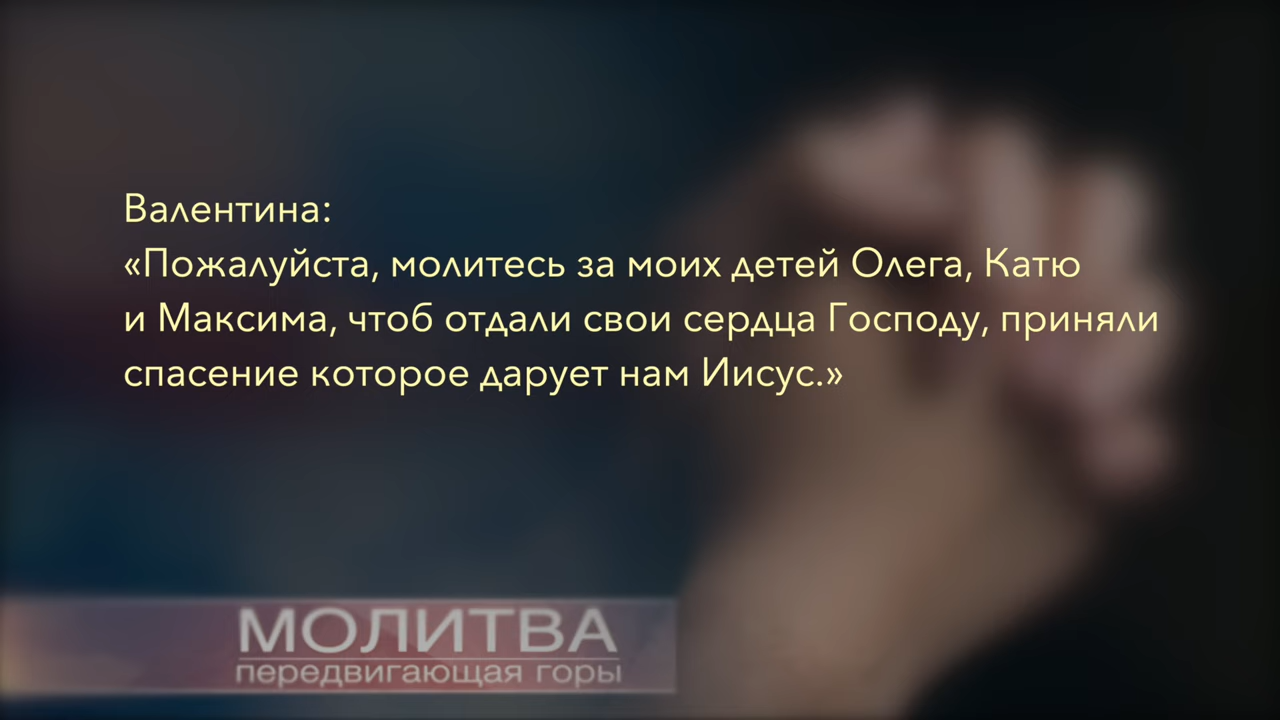 Валентина:
«Пожалуйста, молитесь за моих детей Олега, Катю
и Максима, чтоб отдали свои сердца Господу, приняли
спасение которое дарует нам Иисус.»
МОЛИТВА
передвигающая горы